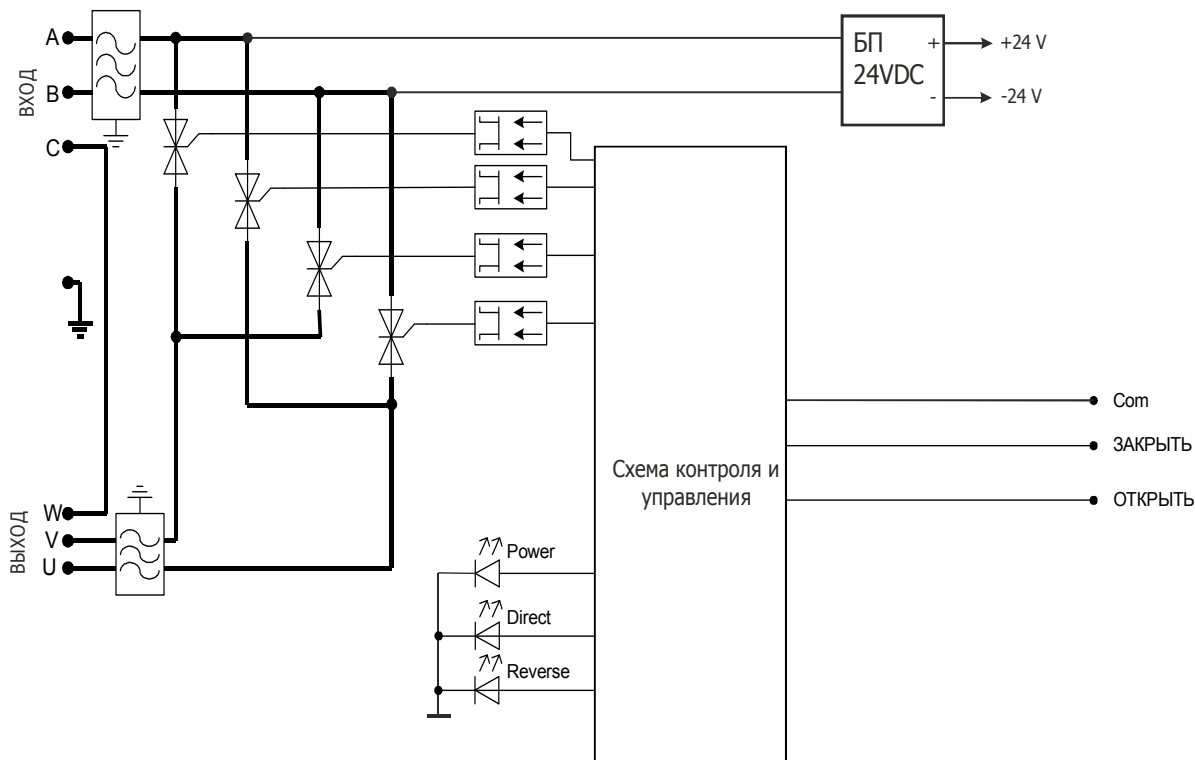 A
B
C
ВХОД
БП
24VDC
+
-
+24 V
-24 V
Com
ЗАКРЫТЬ
ОТКРЫТЬ
Схема контроля и
управления
W
V
U
ВЫХОД
Power
Direct
Reverse